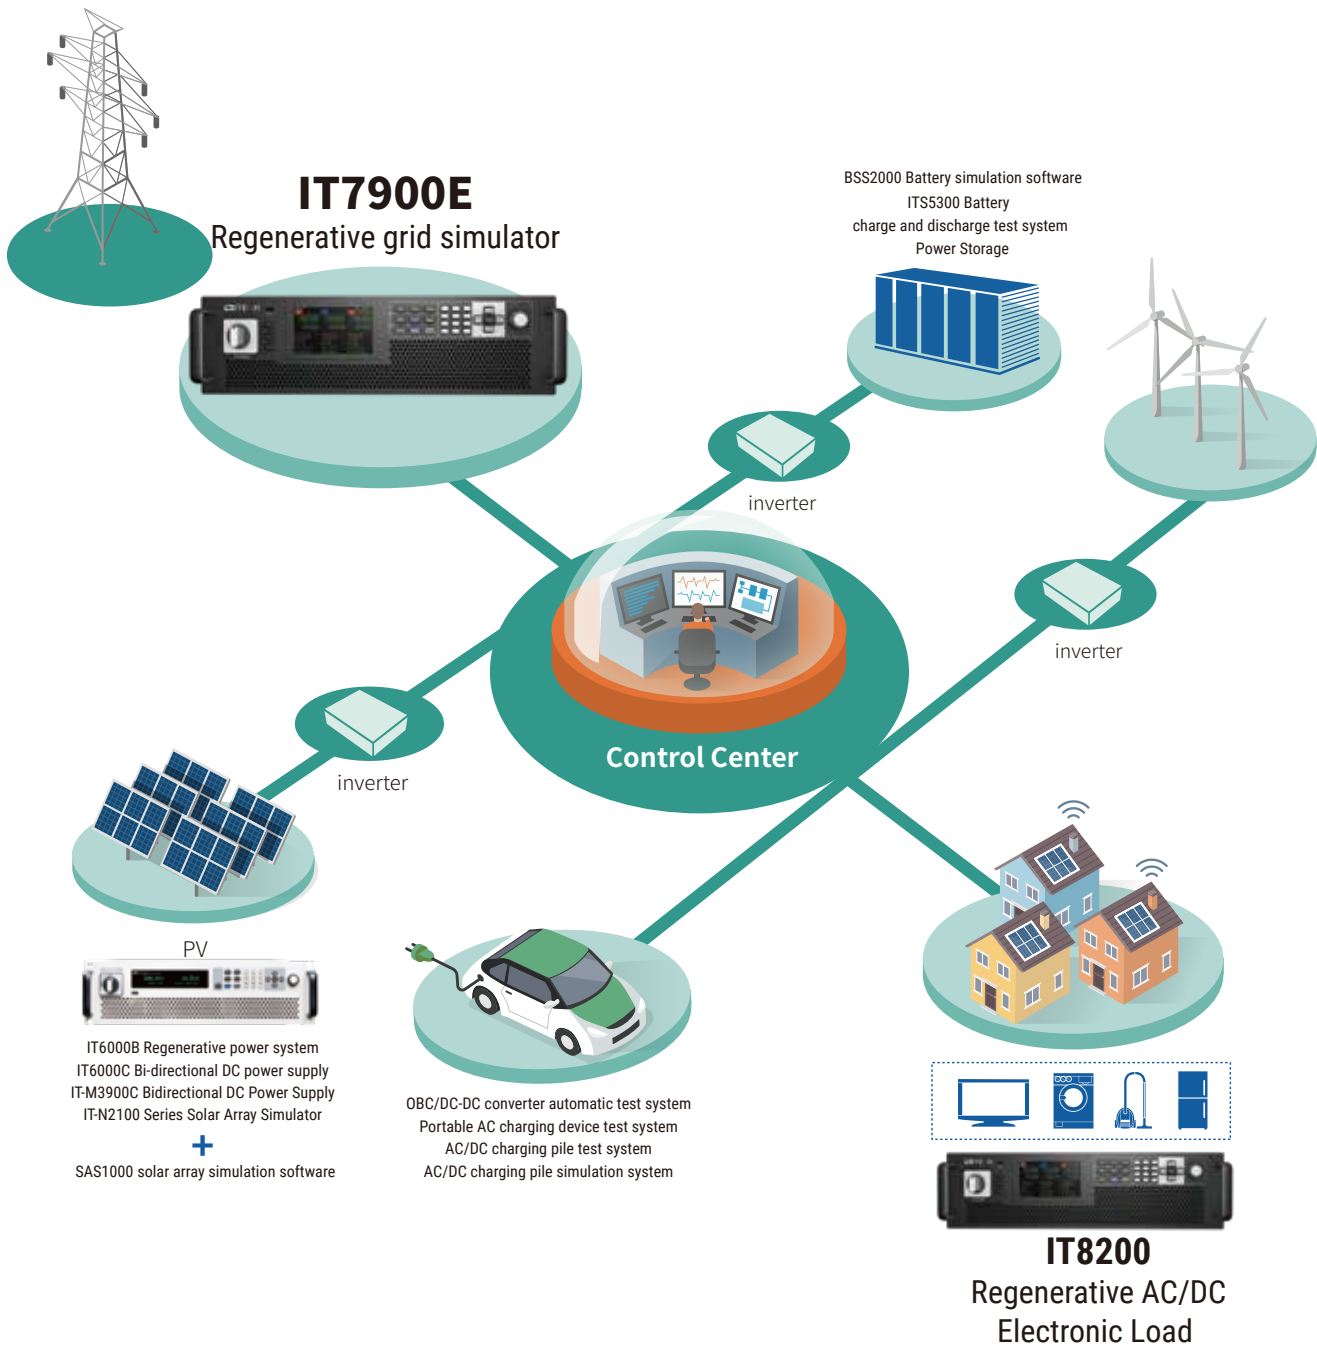 IT7900E
Regenerative grid simulator
BSS2000 Battery simulation software
ITS5300 Battery
charge and discharge test system
Power Storage
inverter
inverter
Control Center
inverter
PV
IT6000B Regenerative power system
IT6000C Bi-directional DC power supply
IT-M3900C Bidirectional DC Power Supply
IT-N2100 Series Solar Array Simulator
+
SAS1000 solar array simulation software
OBC/DC-DC converter automatic test system
Portable AC charging device test system
AC/DC charging pile test system
AC/DC charging pile simulation system
IT8200
Regenerative AC/DC
Electronic Load